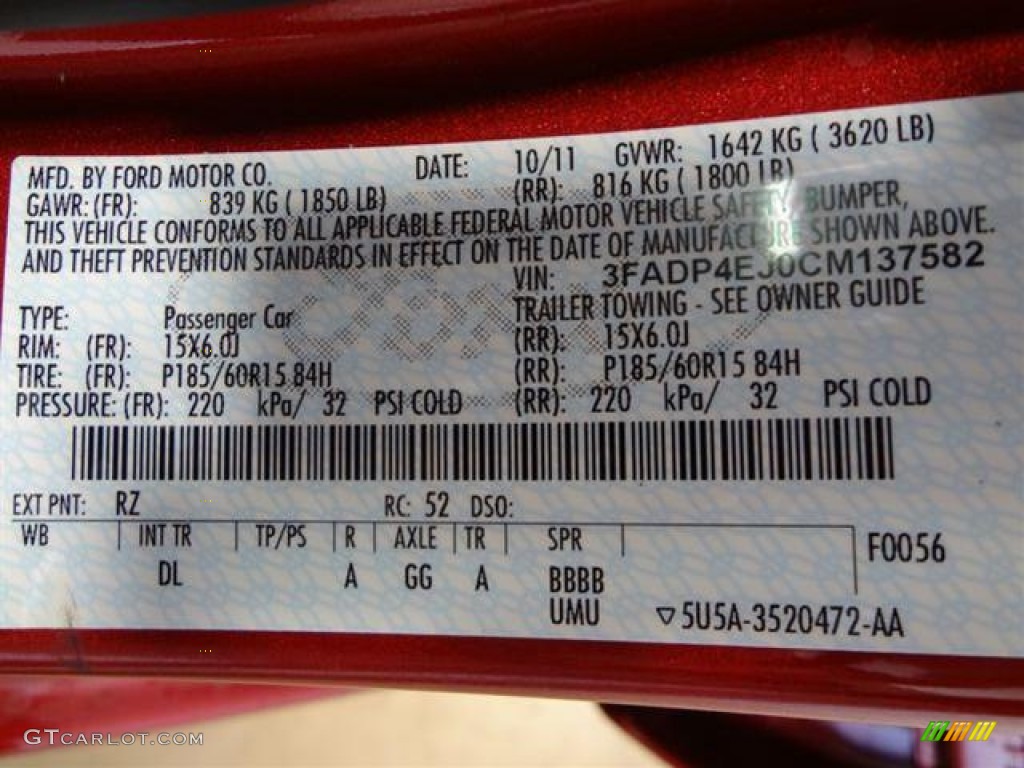 MFD. BY FORD MOTOR CO. DATE: 10/11 GVWR: 1642 KG ( 3620 LB)
GAWR: (FR): 839 KG ( 1850 LB) (RR): 816 KG ( 1800 LB)
THIS VEHICLE CONFORMS TO ALL APPLICABLE FEDERAL MOTOR VEHICLE SAFETY, BUMPER,
AND THEFT PREVENTION STANDARDS IN EFFECT ON THE DATE OF MANUFACTURE SHOWN ABOVE.
VIN: 3FADP4EJ0CM137582
TYPE: Passenger Car TRAILER TOWING - SEE OWNER GUIDE
RIM: (FR): 15X6.0J (RR): 15X6.0J
TIRE: (FR): P185/60R15 84H (RR): P185/60R15 84H
PRESSURE: (FR): 220 kPa/ 32 PSI COLD (RR): 220 kPa/ 32 PSI COLD
EXT PNT: RZ RC: 52 DSO:
WB INT TR TP/PS R AXLE TR SPR F0056
DL A GG A BBBB
UMU ▽5U5A-3520472-AA
GTCARLOT.COM